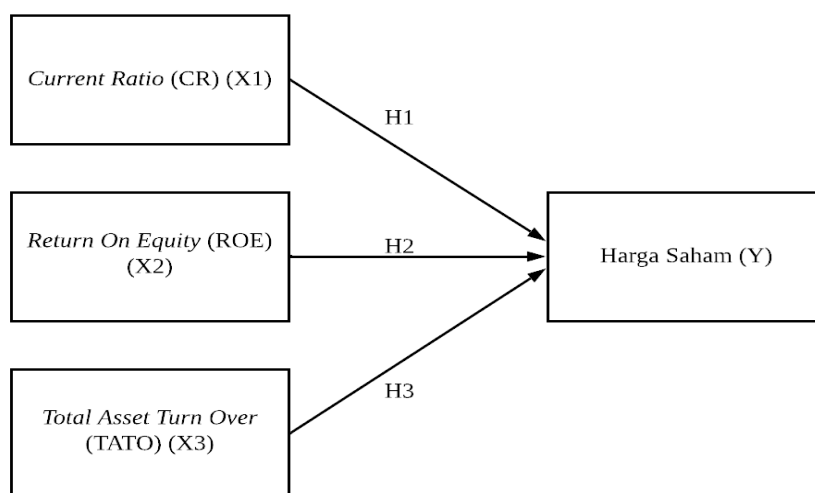 Current Ratio (CR) (X1)
H1
Return On Equity (ROE)
(X2)
H2
Harga Saham (Y)
H3
Total Asset Turn Over
(TATO) (X3)